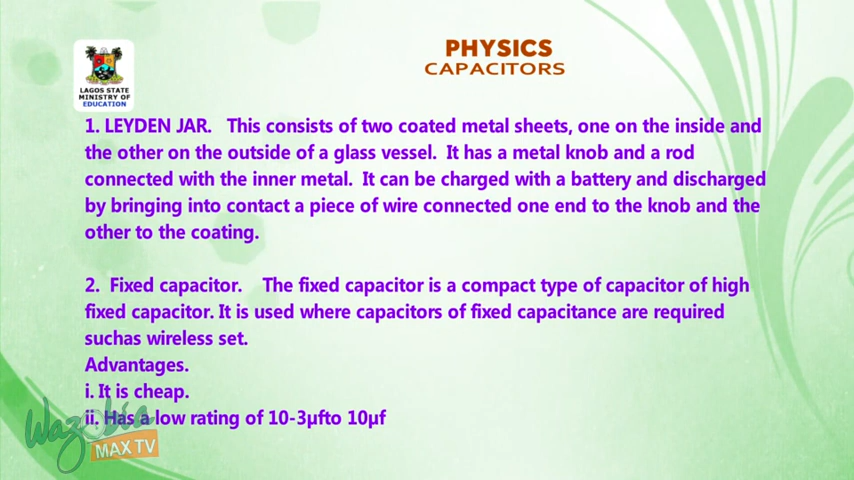 PHYSICS
CAPACITORS
LAGOS STATE
MINISTRY OF
EDUCATION
1. LEYDEN JAR. This consists of two coated metal sheets, one on the inside and
the other on the outside of a glass vessel. It has a metal knob and a rod
connected with the inner metal. It can be charged with a battery and discharged
by bringing into contact a piece of wire connected one end to the knob and the
other to the coating.
2. Fixed capacitor. The fixed capacitor is a compact type of capacitor of high
fixed capacitor. It is used where capacitors of fixed capacitance are required
suchas wireless set.
Advantages.
i. It is cheap.
ii. Has a low rating of 10-3µfto 10µf
Wazobia
MAX TV